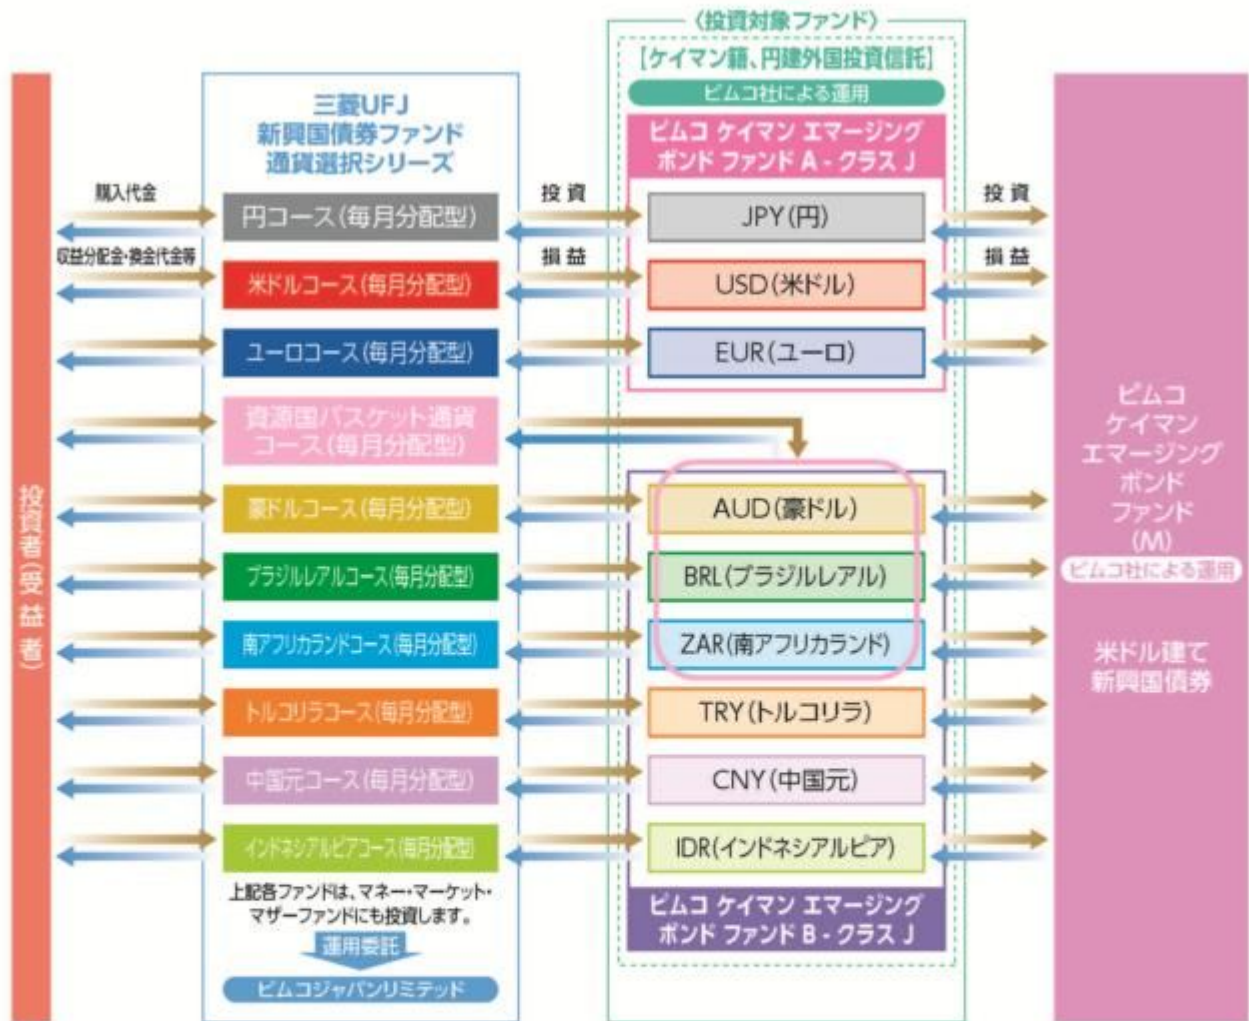 〈投資対象ファンド〉
【ケイマン籍、円建外国投資信託】
ピムコ社による運用
三菱UFJ
新興国債券ファンド
通貨選択シリーズ
ピムコ ケイマン エマージング
ボンド ファンド A - クラス J
購入代金
投 資
投 資
円コース(毎月分配型)
JPY(円)
収益分配金・換金代金等
損 益
損 益
米ドルコース(毎月分配型)
USD(米ドル)
ユーロコース(毎月分配型)
EUR(ユーロ)
資源国バスケット通貨
コース(毎月分配型)
豪ドルコース(毎月分配型)
AUD(豪ドル)
ブラジルレアルコース(毎月分配型)
BRL(ブラジルレアル)
南アフリカランドコース(毎月分配型)
ZAR(南アフリカランド)
トルコリラコース(毎月分配型)
TRY(トルコリラ)
中国元コース(毎月分配型)
CNY(中国元)
インドネシアルピアコース(毎月分配型)
IDR(インドネシアルピア)
上記各ファンドは、マネー・マーケット・
マザーファンドにも投資します。
運用委託
ピムコジャパンリミテッド
ピムコ ケイマン エマージング
ボンド ファンド B - クラス J
投資者(受益者)
ピムコ
ケイマン
エマージング
ボンド
ファンド
(M)
ピムコ社による運用
米ドル建て
新興国債券